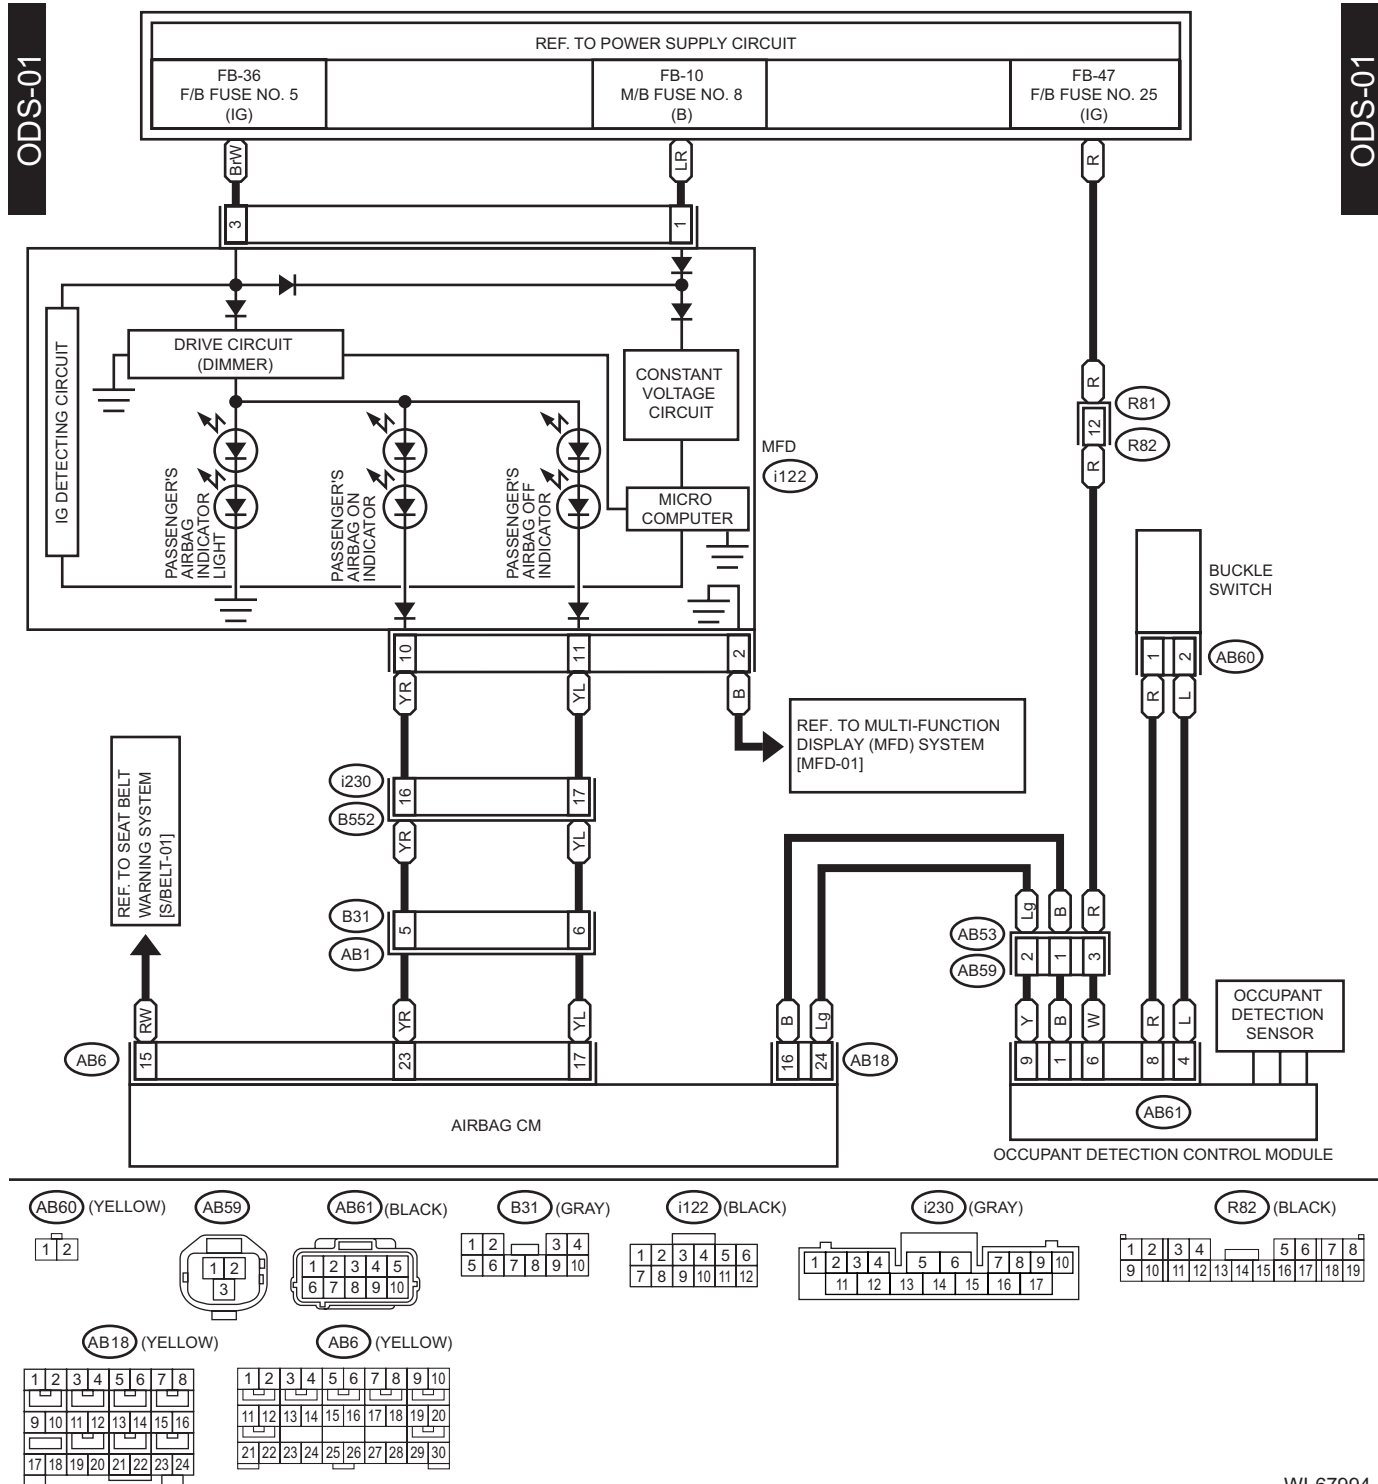 ODS-01
ODS-01
REF. TO POWER SUPPLY CIRCUIT
FB-36
F/B FUSE NO. 5
(IG)
FB-10
M/B FUSE NO. 8
(B)
FB-47
F/B FUSE NO. 25
(IG)
BrW
LR
R
3
1
IG DETECTING CIRCUIT
DRIVE CIRCUIT
(DIMMER)
CONSTANT
VOLTAGE
CIRCUIT
MICRO
COMPUTER
MFD
i122
PASSENGER'S
AIRBAG
INDICATOR
LIGHT
PASSENGER'S
AIRBAG ON
INDICATOR
PASSENGER'S
AIRBAG OFF
INDICATOR
R
R81
12
R82
R
BUCKLE
SWITCH
10
11
2
1
2
AB60
YR
YL
B
R
L
REF. TO MULTI-FUNCTION
DISPLAY (MFD) SYSTEM
[MFD-01]
REF. TO SEAT BELT
WARNING SYSTEM
[S/BELT-01]
i230
16
17
B552
YR
YL
B31
5
6
AB1
Lg
B
R
AB53
2
1
3
AB59
RW
YR
YL
B
Lg
Y
B
W
R
L
OCCUPANT
DETECTION
SENSOR
AB6
15
23
17
16
24
AB18
9
1
6
8
4
AIRBAG CM
AB61
OCCUPANT DETECTION CONTROL MODULE
AB60 (YELLOW)
AB59
AB61 (BLACK)
B31 (GRAY)
i122 (BLACK)
i230 (GRAY)
R82 (BLACK)
1 2
1 2
3
1 2 3 4 5
6 7 8 9 10
1 2 3 4
5 6 7 8 9 10
1 2 3 4 5 6
7 8 9 10 11 12
1 2 3 4 5 6 7 8 9 10
11 12 13 14 15 16 17
1 2 3 4 5 6 7 8
9 10 11 12 13 14 15 16 17 18 19
AB18 (YELLOW)
AB6 (YELLOW)
1 2 3 4 5 6 7 8
9 10 11 12 13 14 15 16
17 18 19 20 21 22 23 24
1 2 3 4 5 6 7 8 9 10
11 12 13 14 15 16 17 18 19 20
21 22 23 24 25 26 27 28 29 30